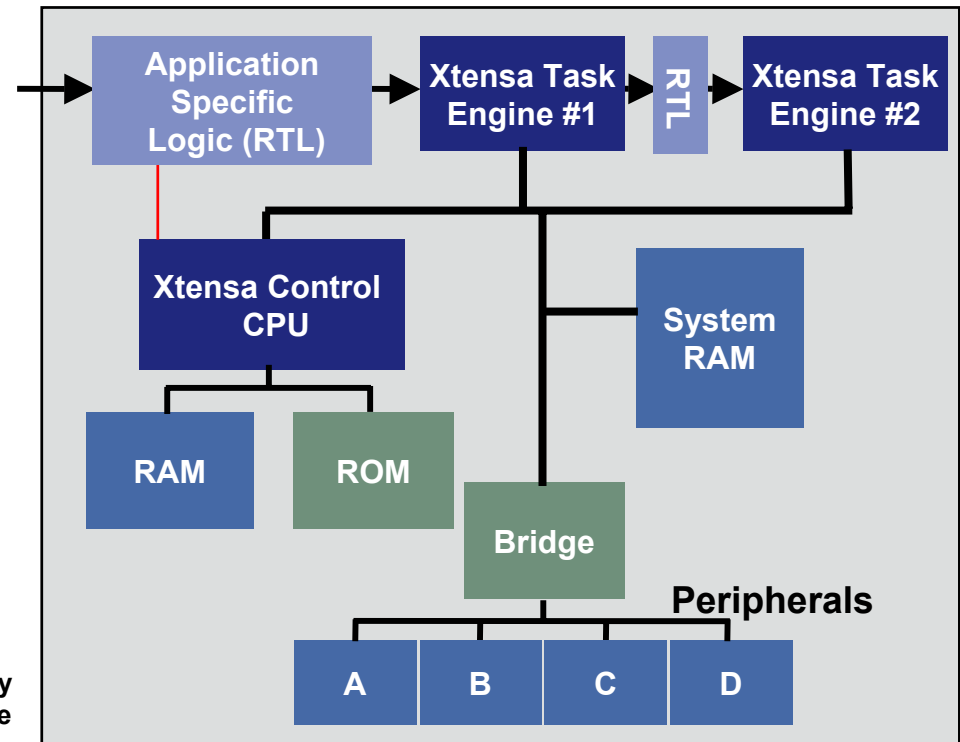 Application
Specific
Logic (RTL)
Xtensa Task
Engine #1
RTL
Xtensa Task
Engine #2
Xtensa Control
CPU
System
RAM
RAM
ROM
Bridge
Peripherals
A
B
C
D